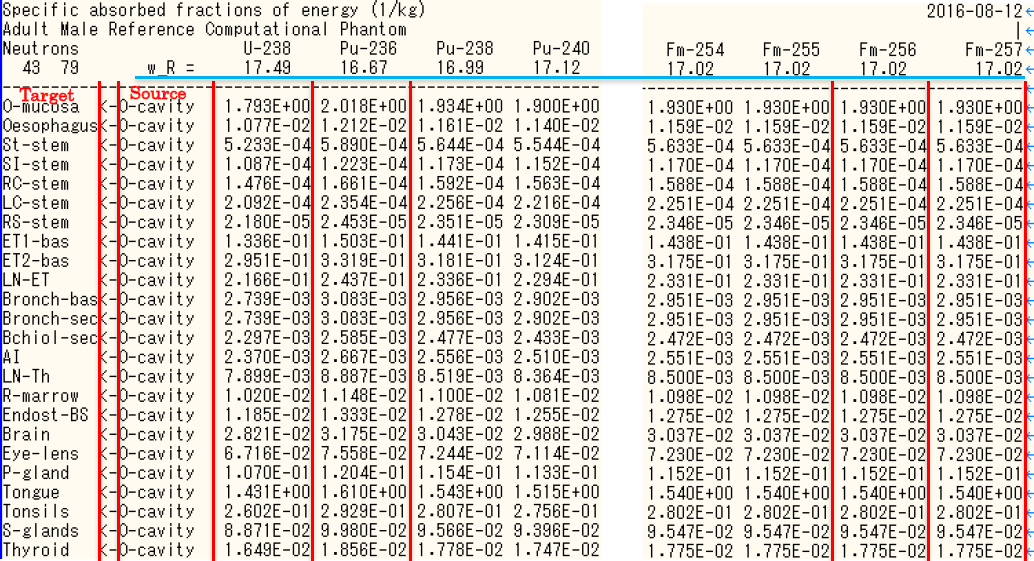 Specific absorbed fractions of energy (1/kg) 2016-08-12
Adult Male Reference Computational Phantom |
Neutrons U-238 Pu-236 Pu-238 Pu-240 Fm-254 Fm-255 Fm-256 Fm-257
43 79 w_R = 17.49 16.67 16.99 17.12 17.02 17.02 17.02 17.02
Target Source
O-mucosa <-O-cavity 1.793E+00 2.018E+00 1.934E+00 1.900E+00 1.930E+00 1.930E+00 1.930E+00 1.930E+00
Oesophagus<-O-cavity 1.077E-02 1.212E-02 1.161E-02 1.140E-02 1.159E-02 1.159E-02 1.159E-02 1.159E-02
St-stem <-O-cavity 5.233E-04 5.890E-04 5.644E-04 5.544E-04 5.633E-04 5.633E-04 5.633E-04 5.633E-04
SI-stem <-O-cavity 1.087E-04 1.223E-04 1.173E-04 1.152E-04 1.170E-04 1.170E-04 1.170E-04 1.170E-04
RC-stem <-O-cavity 1.476E-04 1.661E-04 1.592E-04 1.563E-04 1.588E-04 1.588E-04 1.588E-04 1.588E-04
LC-stem <-O-cavity 2.092E-04 2.354E-04 2.256E-04 2.216E-04 2.251E-04 2.251E-04 2.251E-04 2.251E-04
RS-stem <-O-cavity 2.180E-05 2.453E-05 2.351E-05 2.309E-05 2.346E-05 2.346E-05 2.346E-05 2.346E-05
ET1-bas <-O-cavity 1.336E-01 1.503E-01 1.441E-01 1.415E-01 1.438E-01 1.438E-01 1.438E-01 1.438E-01
ET2-bas <-O-cavity 2.951E-01 3.319E-01 3.181E-01 3.124E-01 3.175E-01 3.175E-01 3.175E-01 3.175E-01
LN-ET <-O-cavity 2.166E-01 2.437E-01 2.336E-01 2.294E-01 2.331E-01 2.331E-01 2.331E-01 2.331E-01
Bronch-bas<-O-cavity 2.739E-03 3.083E-03 2.956E-03 2.902E-03 2.951E-03 2.951E-03 2.951E-03 2.951E-03
Bronch-sec<-O-cavity 2.739E-03 3.083E-03 2.956E-03 2.902E-03 2.951E-03 2.951E-03 2.951E-03 2.951E-03
Bchiol-sec<-O-cavity 2.297E-03 2.585E-03 2.477E-03 2.433E-03 2.472E-03 2.472E-03 2.472E-03 2.472E-03
AI <-O-cavity 2.370E-03 2.667E-03 2.556E-03 2.510E-03 2.551E-03 2.551E-03 2.551E-03 2.551E-03
LN-Th <-O-cavity 7.899E-03 8.887E-03 8.519E-03 8.364E-03 8.500E-03 8.500E-03 8.500E-03 8.500E-03
R-marrow <-O-cavity 1.020E-02 1.148E-02 1.100E-02 1.081E-02 1.098E-02 1.098E-02 1.098E-02 1.098E-02
Endost-BS <-O-cavity 1.185E-02 1.333E-02 1.278E-02 1.255E-02 1.275E-02 1.275E-02 1.275E-02 1.275E-02
Brain <-O-cavity 2.821E-02 3.175E-02 3.043E-02 2.988E-02 3.037E-02 3.037E-02 3.037E-02 3.037E-02
Eye-lens <-O-cavity 6.716E-02 7.558E-02 7.244E-02 7.114E-02 7.230E-02 7.230E-02 7.230E-02 7.230E-02
P-gland <-O-cavity 1.070E-01 1.204E-01 1.154E-01 1.133E-01 1.152E-01 1.152E-01 1.152E-01 1.152E-01
Tongue <-O-cavity 1.431E+00 1.610E+00 1.543E+00 1.515E+00 1.540E+00 1.540E+00 1.540E+00 1.540E+00
Tonsils <-O-cavity 2.602E-01 2.929E-01 2.807E-01 2.756E-01 2.802E-01 2.802E-01 2.802E-01 2.802E-01
S-glands <-O-cavity 8.871E-02 9.980E-02 9.566E-02 9.396E-02 9.547E-02 9.547E-02 9.547E-02 9.547E-02
Thyroid <-O-cavity 1.649E-02 1.856E-02 1.778E-02 1.747E-02 1.775E-02 1.775E-02 1.775E-02 1.775E-02